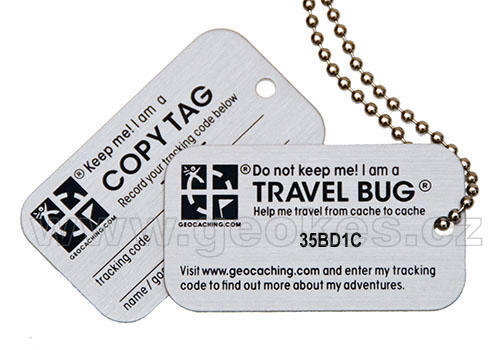 Keep me! I am a
COPY TAG
Record your tracking code below
GEOCACHING.COM
tracking code
name /
® Do not keep me! I am a
TRAVEL BUG®
Help me travel from cache to cache
GEOCACHING.COM
35BD1C
Visit www.geocaching.com and enter my tracking
code to find out more about my adventures.
www.geokes.cz